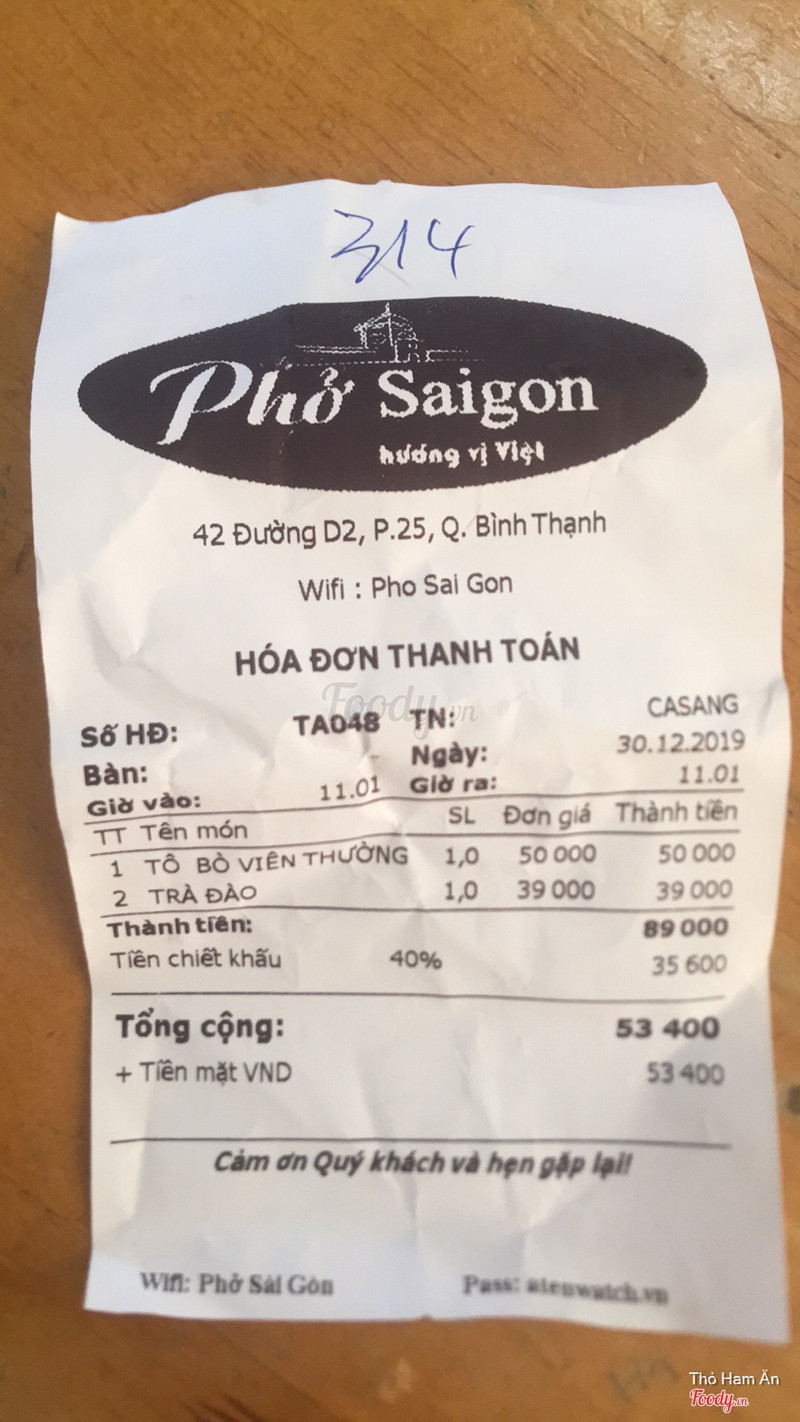 314
Phở Saigon
hương vị Việt
42 Đường D2, P.25, Q. Bình Thạnh
Wifi : Pho Sai Gon
HÓA ĐƠN THANH TOÁN
Foody.vn
Số HĐ: TA048 TN: CASANG
Bàn: - Ngày: 30.12.2019
Giờ vào: 11.01 Giờ ra: 11.01
TT Tên món SL Đơn giá Thành tiền
1 TÔ BÒ VIÊN THƯỜNG 1,0 50 000 50 000
2 TRÀ ĐÀO 1,0 39 000 39 000
Thành tiền: 89 000
Tiền chiết khấu 40% 35 600
Tổng cộng: 53 400
+ Tiền mặt VND 53 400
Cảm ơn Quý khách và hẹn gặp lại!
Wifi: Phở Sài Gòn Pass:
Thỏ Ham Ăn
Foody.vn